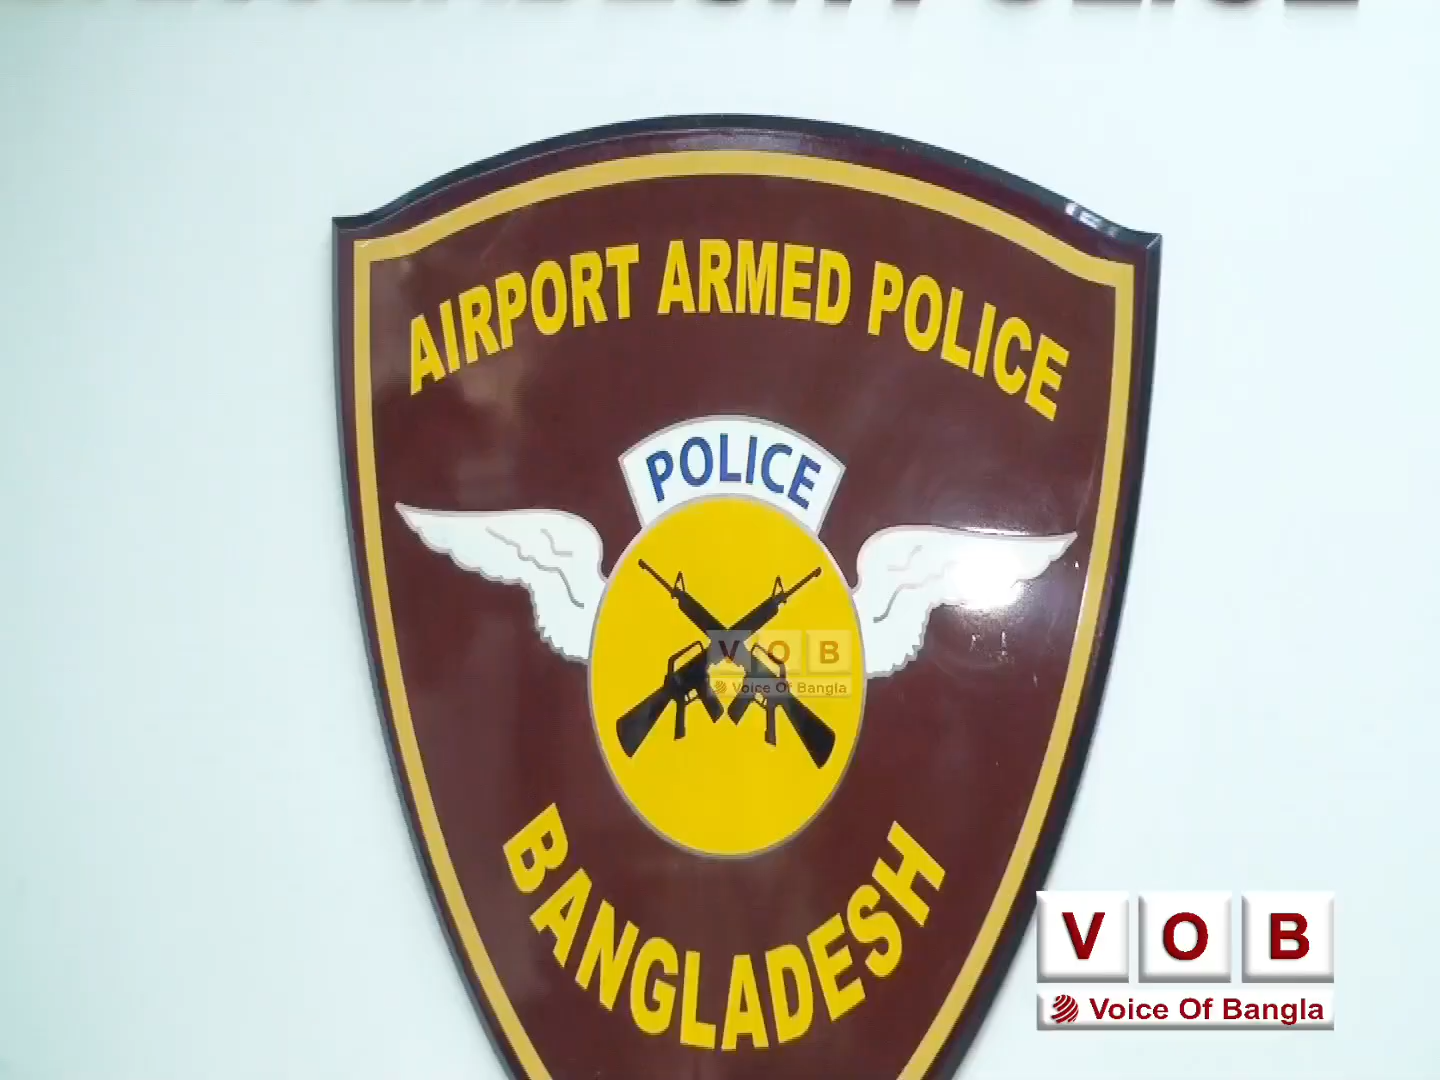 AIRPORT ARMED POLICE
POLICE
V O B
Voice Of Bangla
BANGLADESH
V O B
Voice Of Bangla